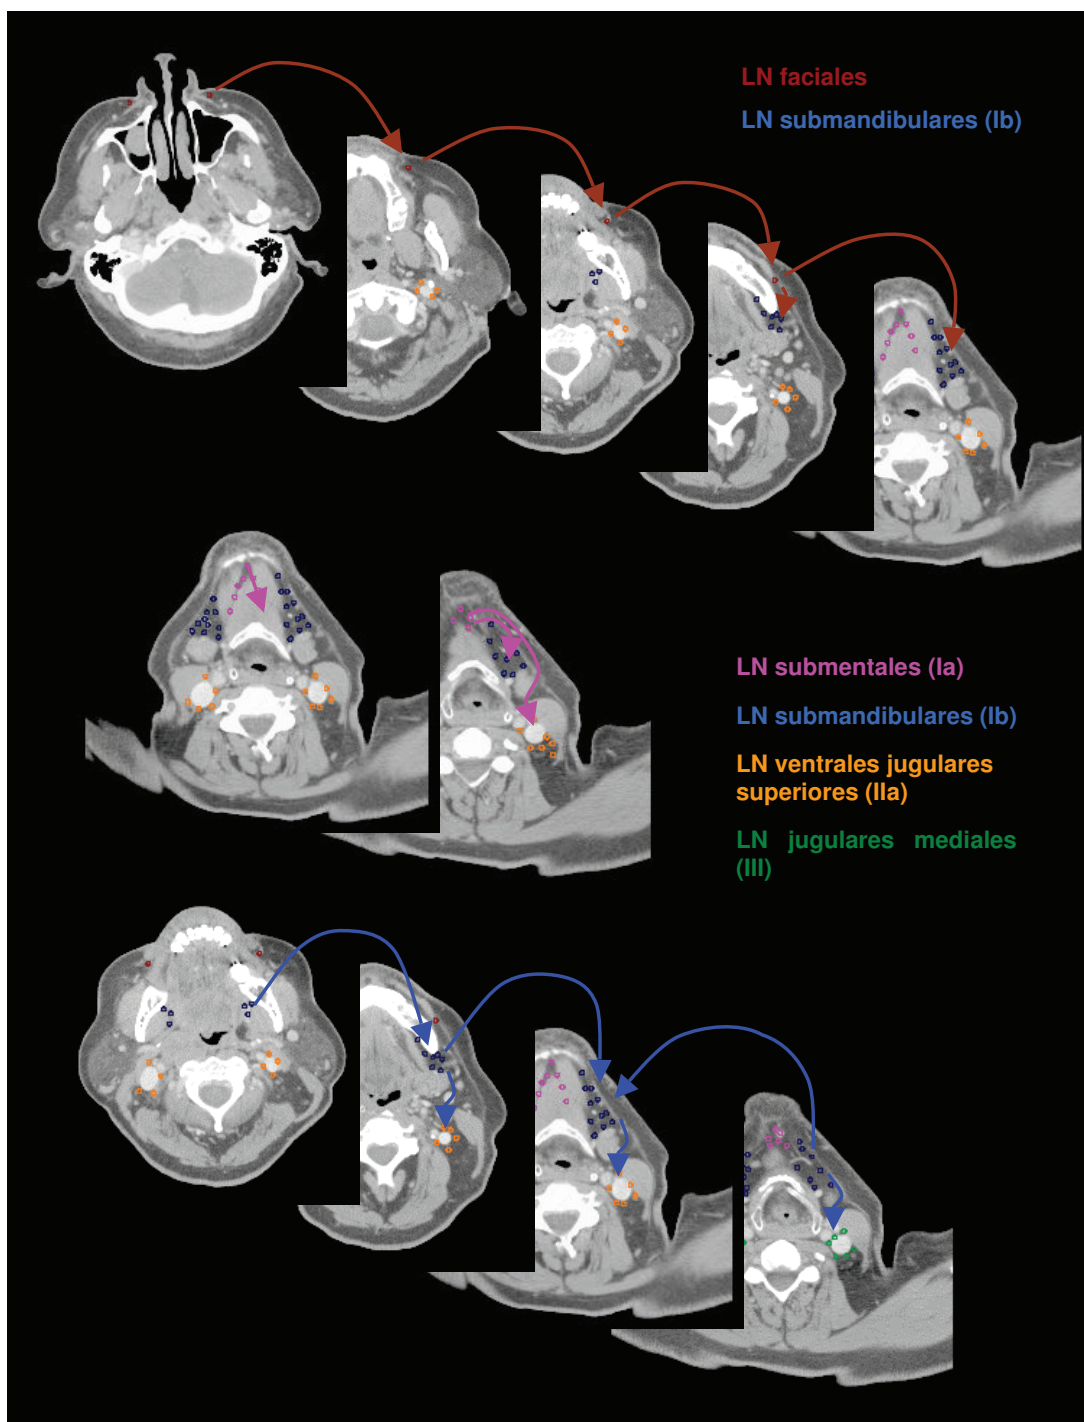 LN faciales
LN submandibulares (Ib)
LN submentales (Ia)
LN submandibulares (Ib)
LN ventrales jugulares
superiores (IIa)
LN jugulares mediales
(III)